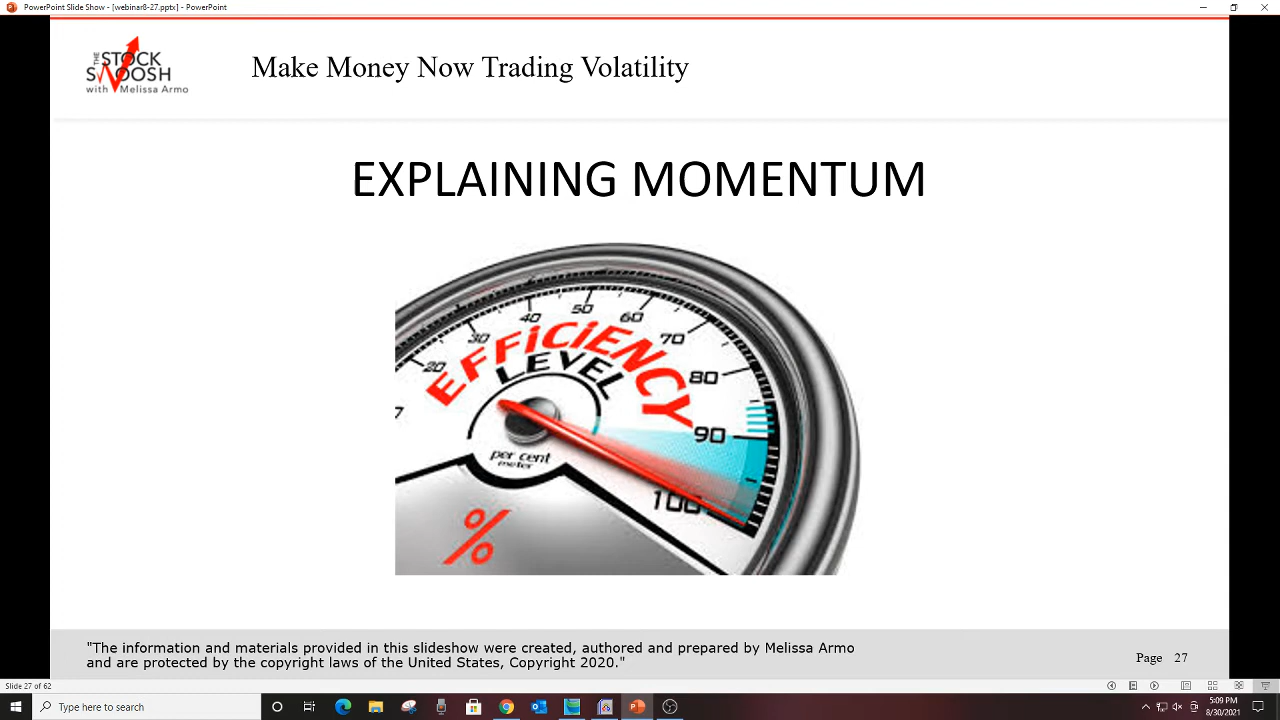 PowerPoint Slide Show - [webinar8-27.pptx] - PowerPoint
THE STOCK
SWOOSH
with Melissa Armo
Make Money Now Trading Volatility
EXPLAINING MOMENTUM
20 30 40 50 60 70 80 90 100
EFFiCiENCY
LEVEL
per cent
meter
%
"The information and materials provided in this slideshow were created, authored and prepared by Melissa Armo
and are protected by the copyright laws of the United States, Copyright 2020."
Page 27
Slide 27 of 62
Type here to search
5:09 PM
8/30/2021